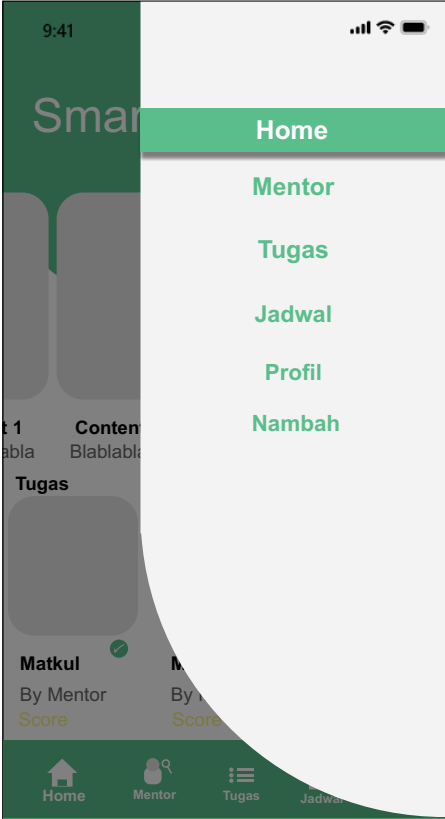 9:41
Smar
Home
Mentor
Tugas
Jadwal
Profil
Nambah
t 1 Conten
abla Blablabla
Tugas
Matkul M
By Mentor By
Score Score
Home Mentor Tugas Jadwal